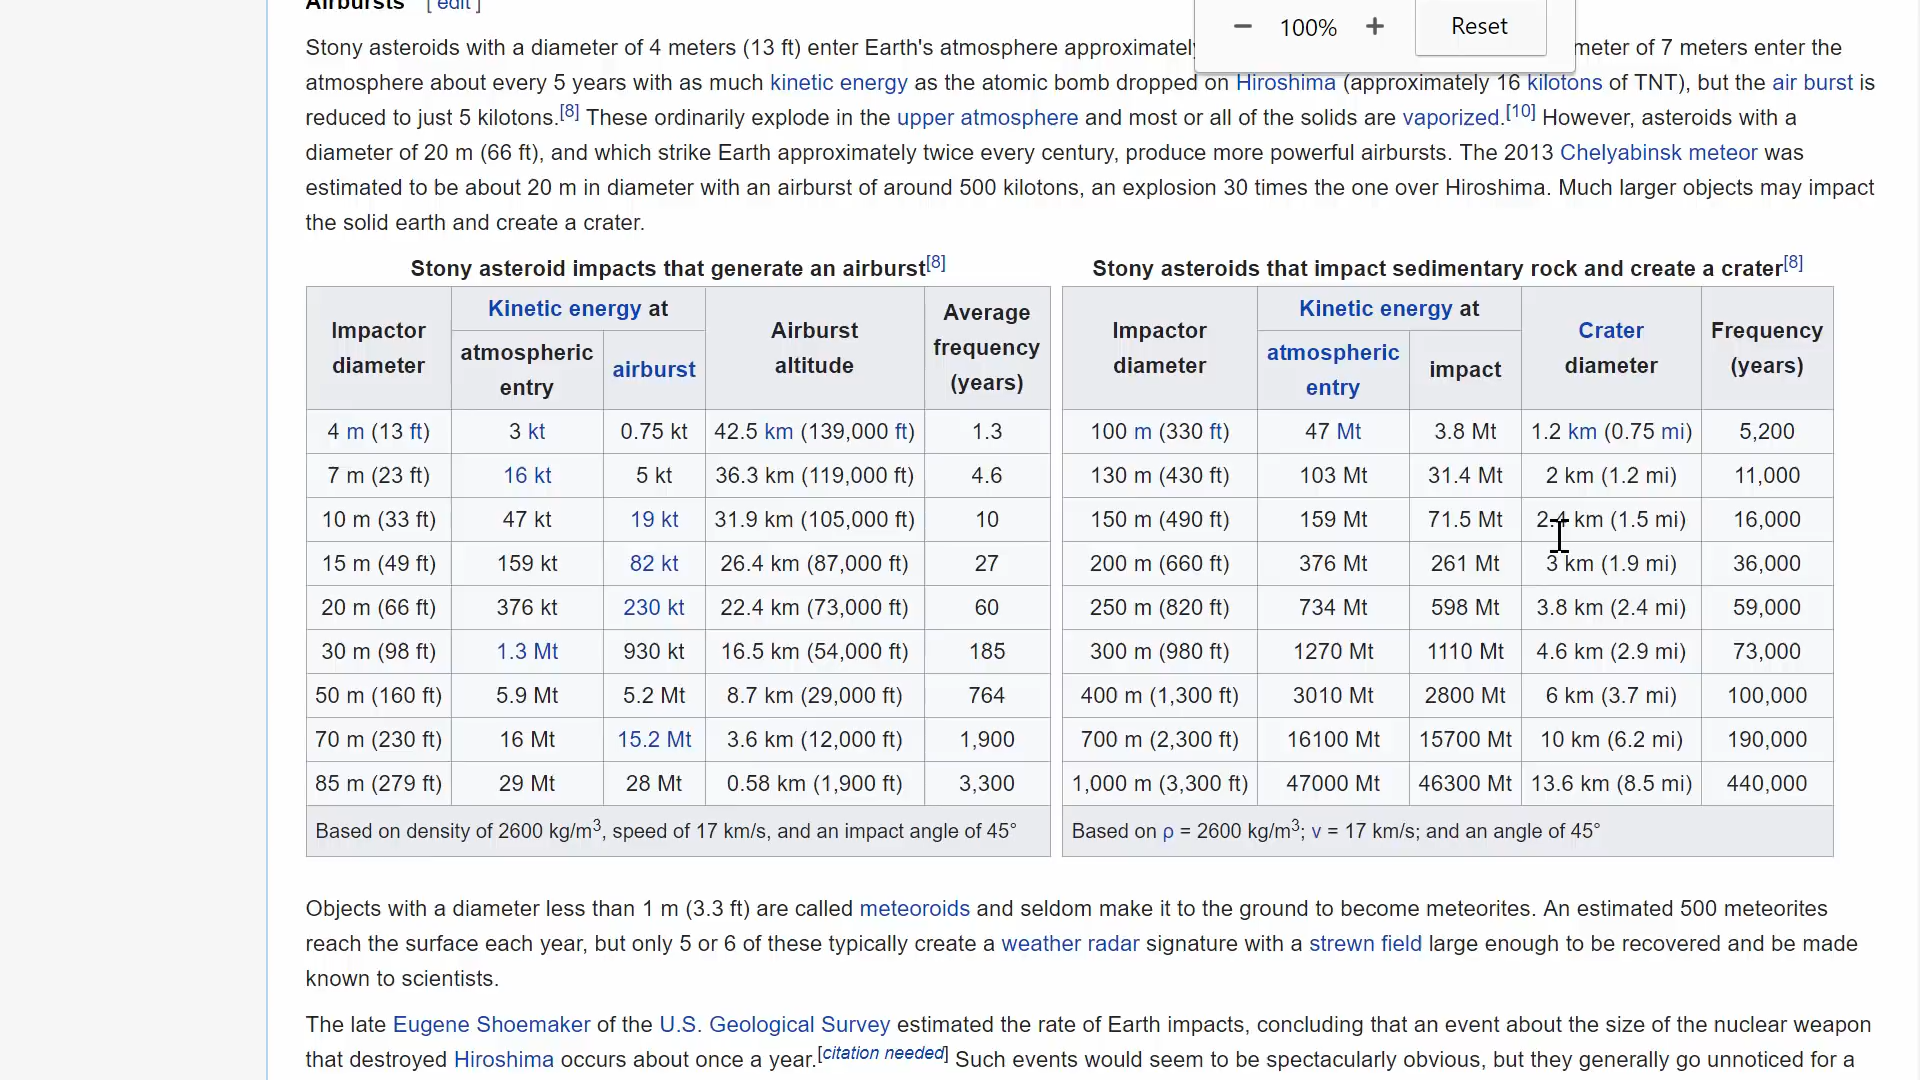 Airbursts [ edit ]
100%
Reset
Stony asteroids with a diameter of 4 meters (13 ft) enter Earth's atmosphere approximately meter of 7 meters enter the
atmosphere about every 5 years with as much kinetic energy as the atomic bomb dropped on Hiroshima (approximately 16 kilotons of TNT), but the air burst is
reduced to just 5 kilotons.[8] These ordinarily explode in the upper atmosphere and most or all of the solids are vaporized.[10] However, asteroids with a
diameter of 20 m (66 ft), and which strike Earth approximately twice every century, produce more powerful airbursts. The 2013 Chelyabinsk meteor was
estimated to be about 20 m in diameter with an airburst of around 500 kilotons, an explosion 30 times the one over Hiroshima. Much larger objects may impact
the solid earth and create a crater.
Stony asteroid impacts that generate an airburst[8]
Impactor diameter Kinetic energy at Airburst altitude Average frequency (years)
atmospheric entry airburst
4 m (13 ft) 3 kt 0.75 kt 42.5 km (139,000 ft) 1.3
7 m (23 ft) 16 kt 5 kt 36.3 km (119,000 ft) 4.6
10 m (33 ft) 47 kt 19 kt 31.9 km (105,000 ft) 10
15 m (49 ft) 159 kt 82 kt 26.4 km (87,000 ft) 27
20 m (66 ft) 376 kt 230 kt 22.4 km (73,000 ft) 60
30 m (98 ft) 1.3 Mt 930 kt 16.5 km (54,000 ft) 185
50 m (160 ft) 5.9 Mt 5.2 Mt 8.7 km (29,000 ft) 764
70 m (230 ft) 16 Mt 15.2 Mt 3.6 km (12,000 ft) 1,900
85 m (279 ft) 29 Mt 28 Mt 0.58 km (1,900 ft) 3,300
Based on density of 2600 kg/m3, speed of 17 km/s, and an impact angle of 45°
Stony asteroids that impact sedimentary rock and create a crater[8]
Impactor diameter Kinetic energy at Crater diameter Frequency (years)
atmospheric entry impact
100 m (330 ft) 47 Mt 3.8 Mt 1.2 km (0.75 mi) 5,200
130 m (430 ft) 103 Mt 31.4 Mt 2 km (1.2 mi) 11,000
150 m (490 ft) 159 Mt 71.5 Mt 2.4 km (1.5 mi) 16,000
200 m (660 ft) 376 Mt 261 Mt 3 km (1.9 mi) 36,000
250 m (820 ft) 734 Mt 598 Mt 3.8 km (2.4 mi) 59,000
300 m (980 ft) 1270 Mt 1110 Mt 4.6 km (2.9 mi) 73,000
400 m (1,300 ft) 3010 Mt 2800 Mt 6 km (3.7 mi) 100,000
700 m (2,300 ft) 16100 Mt 15700 Mt 10 km (6.2 mi) 190,000
1,000 m (3,300 ft) 47000 Mt 46300 Mt 13.6 km (8.5 mi) 440,000
Based on ρ = 2600 kg/m3; v = 17 km/s; and an angle of 45°
Objects with a diameter less than 1 m (3.3 ft) are called meteoroids and seldom make it to the ground to become meteorites. An estimated 500 meteorites
reach the surface each year, but only 5 or 6 of these typically create a weather radar signature with a strewn field large enough to be recovered and be made
known to scientists.
The late Eugene Shoemaker of the U.S. Geological Survey estimated the rate of Earth impacts, concluding that an event about the size of the nuclear weapon
that destroyed Hiroshima occurs about once a year.[citation needed] Such events would seem to be spectacularly obvious, but they generally go unnoticed for a